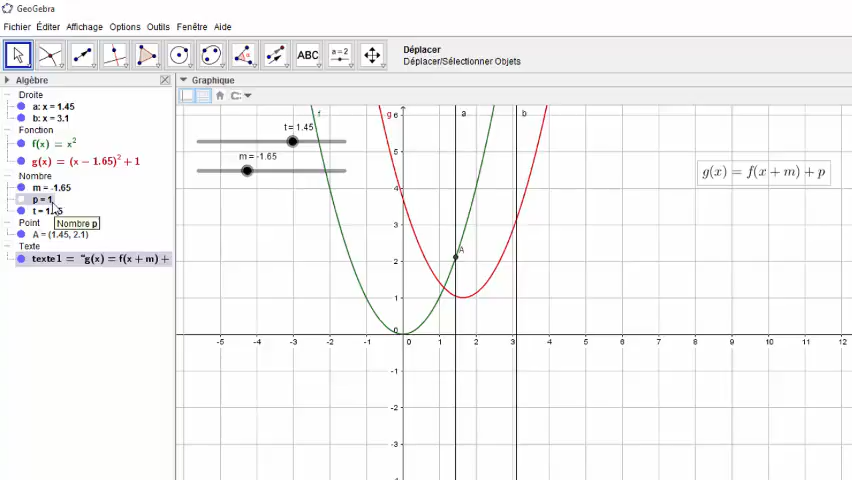 GeoGebra
Fichier Éditer Affichage Options Outils Fenêtre Aide
ABC
a = 2
Déplacer
Déplacer/Sélectionner Objets
Algèbre
Graphique
Droite
a: x = 1.45
b: x = 3.1
Fonction
f(x) = x²
g(x) = (x − 1.65)² + 1
Nombre
m = -1.65
p = 1
Nombre p
Point
A = (1.45, 2.1)
Texte
texte1 = "g(x) = f(x + m) +
t = 1.45
m = -1.65
f
g
a
b
A
g(x) = f(x + m) + p
6
5
4
3
2
1
0
-5 -4 -3 -2 -1 0 1 2 3 4 5 6 7 8 9 10 11 12
-1
-2
-3